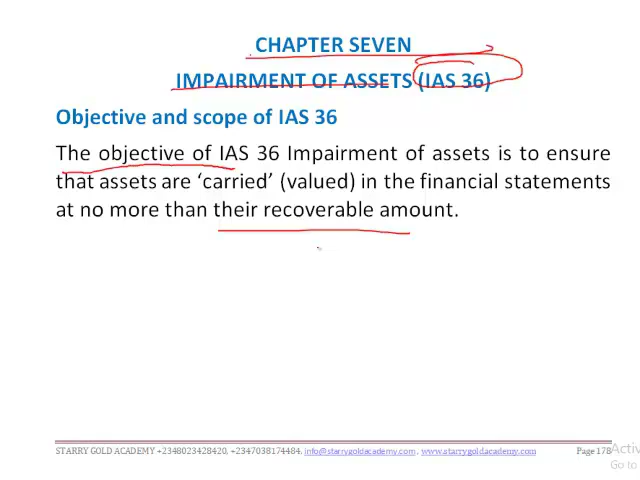 CHAPTER SEVEN
IMPAIRMENT OF ASSETS (IAS 36)
Objective and scope of IAS 36
The objective of IAS 36 Impairment of assets is to ensure
that assets are ‘carried’ (valued) in the financial statements
at no more than their recoverable amount.
STARRY GOLD ACADEMY +2348023428420, +2347038174484, info@starrygoldacademy.com, www.starrygoldacademy.com Page 178
Go to